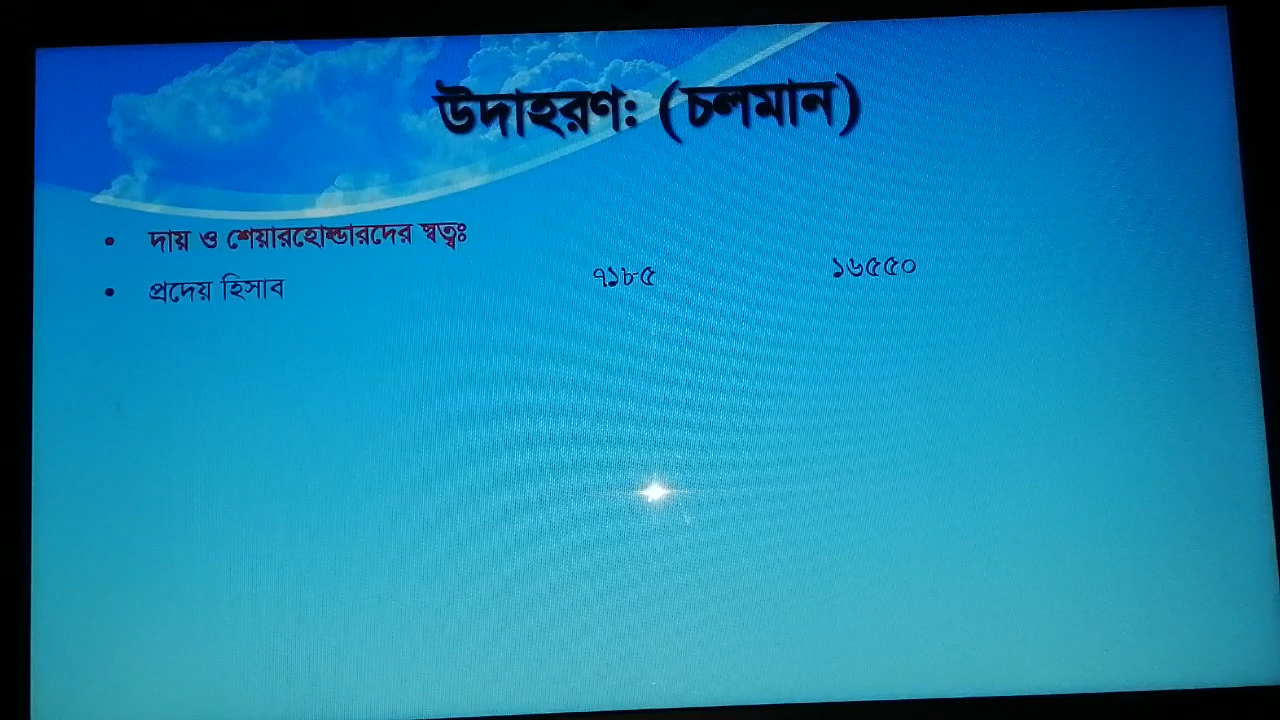 উদাহরণ: (চলমান)
• দায় ও শেয়ারহোল্ডারদের স্বত্বঃ
• প্রদেয় হিসাব ৭১৮৫ ১৬৫৫০